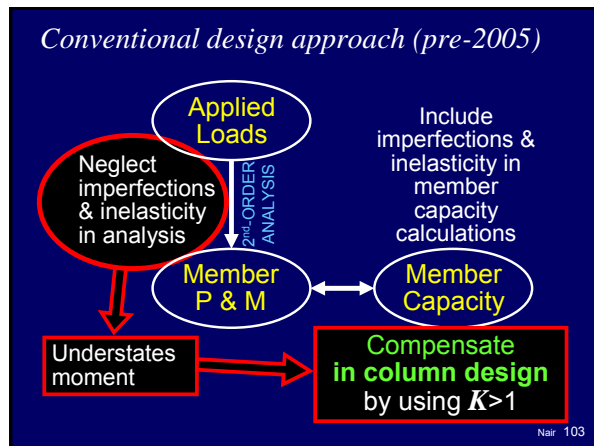 Conventional design approach (pre-2005)
Applied
Loads
Neglect
imperfections
& inelasticity
in analysis
2nd-ORDER
ANALYSIS
Include
imperfections &
inelasticity in
member
capacity
calculations
Member
P & M
Member
Capacity
Understates
moment
Compensate
in column design
by using K>1
Nair 103